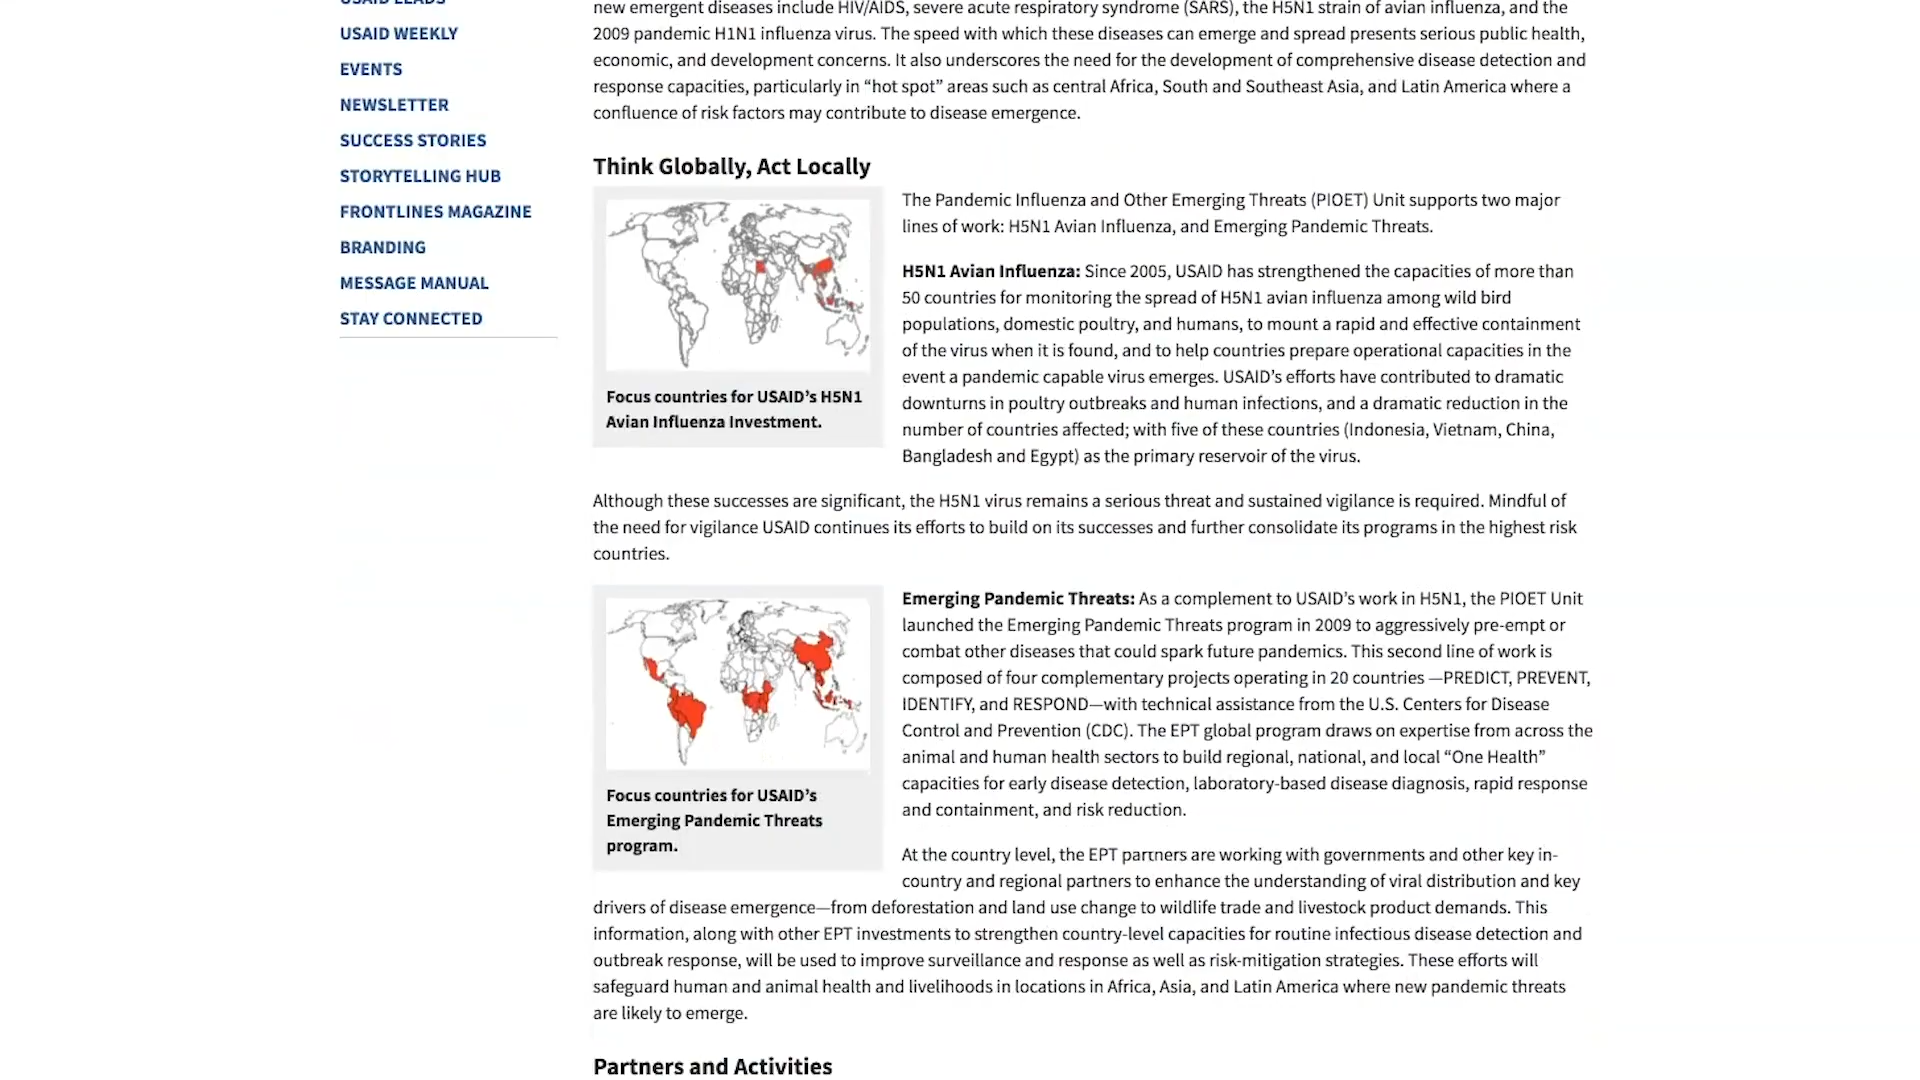 USAID LEADS
USAID WEEKLY
EVENTS
NEWSLETTER
SUCCESS STORIES
STORYTELLING HUB
FRONTLINES MAGAZINE
BRANDING
MESSAGE MANUAL
STAY CONNECTED
new emergent diseases include HIV/AIDS, severe acute respiratory syndrome (SARS), the H5N1 strain of avian influenza, and the
2009 pandemic H1N1 influenza virus. The speed with which these diseases can emerge and spread presents serious public health,
economic, and development concerns. It also underscores the need for the development of comprehensive disease detection and
response capacities, particularly in “hot spot” areas such as central Africa, South and Southeast Asia, and Latin America where a
confluence of risk factors may contribute to disease emergence.
Think Globally, Act Locally
Focus countries for USAID’s H5N1
Avian Influenza Investment.
The Pandemic Influenza and Other Emerging Threats (PIOET) Unit supports two major
lines of work: H5N1 Avian Influenza, and Emerging Pandemic Threats.
H5N1 Avian Influenza: Since 2005, USAID has strengthened the capacities of more than
50 countries for monitoring the spread of H5N1 avian influenza among wild bird
populations, domestic poultry, and humans, to mount a rapid and effective containment
of the virus when it is found, and to help countries prepare operational capacities in the
event a pandemic capable virus emerges. USAID’s efforts have contributed to dramatic
downturns in poultry outbreaks and human infections, and a dramatic reduction in the
number of countries affected; with five of these countries (Indonesia, Vietnam, China,
Bangladesh and Egypt) as the primary reservoir of the virus.
Although these successes are significant, the H5N1 virus remains a serious threat and sustained vigilance is required. Mindful of
the need for vigilance USAID continues its efforts to build on its successes and further consolidate its programs in the highest risk
countries.
Focus countries for USAID’s
Emerging Pandemic Threats
program.
Emerging Pandemic Threats: As a complement to USAID’s work in H5N1, the PIOET Unit
launched the Emerging Pandemic Threats program in 2009 to aggressively pre-empt or
combat other diseases that could spark future pandemics. This second line of work is
composed of four complementary projects operating in 20 countries —PREDICT, PREVENT,
IDENTIFY, and RESPOND—with technical assistance from the U.S. Centers for Disease
Control and Prevention (CDC). The EPT global program draws on expertise from across the
animal and human health sectors to build regional, national, and local “One Health”
capacities for early disease detection, laboratory-based disease diagnosis, rapid response
and containment, and risk reduction.
At the country level, the EPT partners are working with governments and other key in-
country and regional partners to enhance the understanding of viral distribution and key
drivers of disease emergence—from deforestation and land use change to wildlife trade and livestock product demands. This
information, along with other EPT investments to strengthen country-level capacities for routine infectious disease detection and
outbreak response, will be used to improve surveillance and response as well as risk-mitigation strategies. These efforts will
safeguard human and animal health and livelihoods in locations in Africa, Asia, and Latin America where new pandemic threats
are likely to emerge.
Partners and Activities